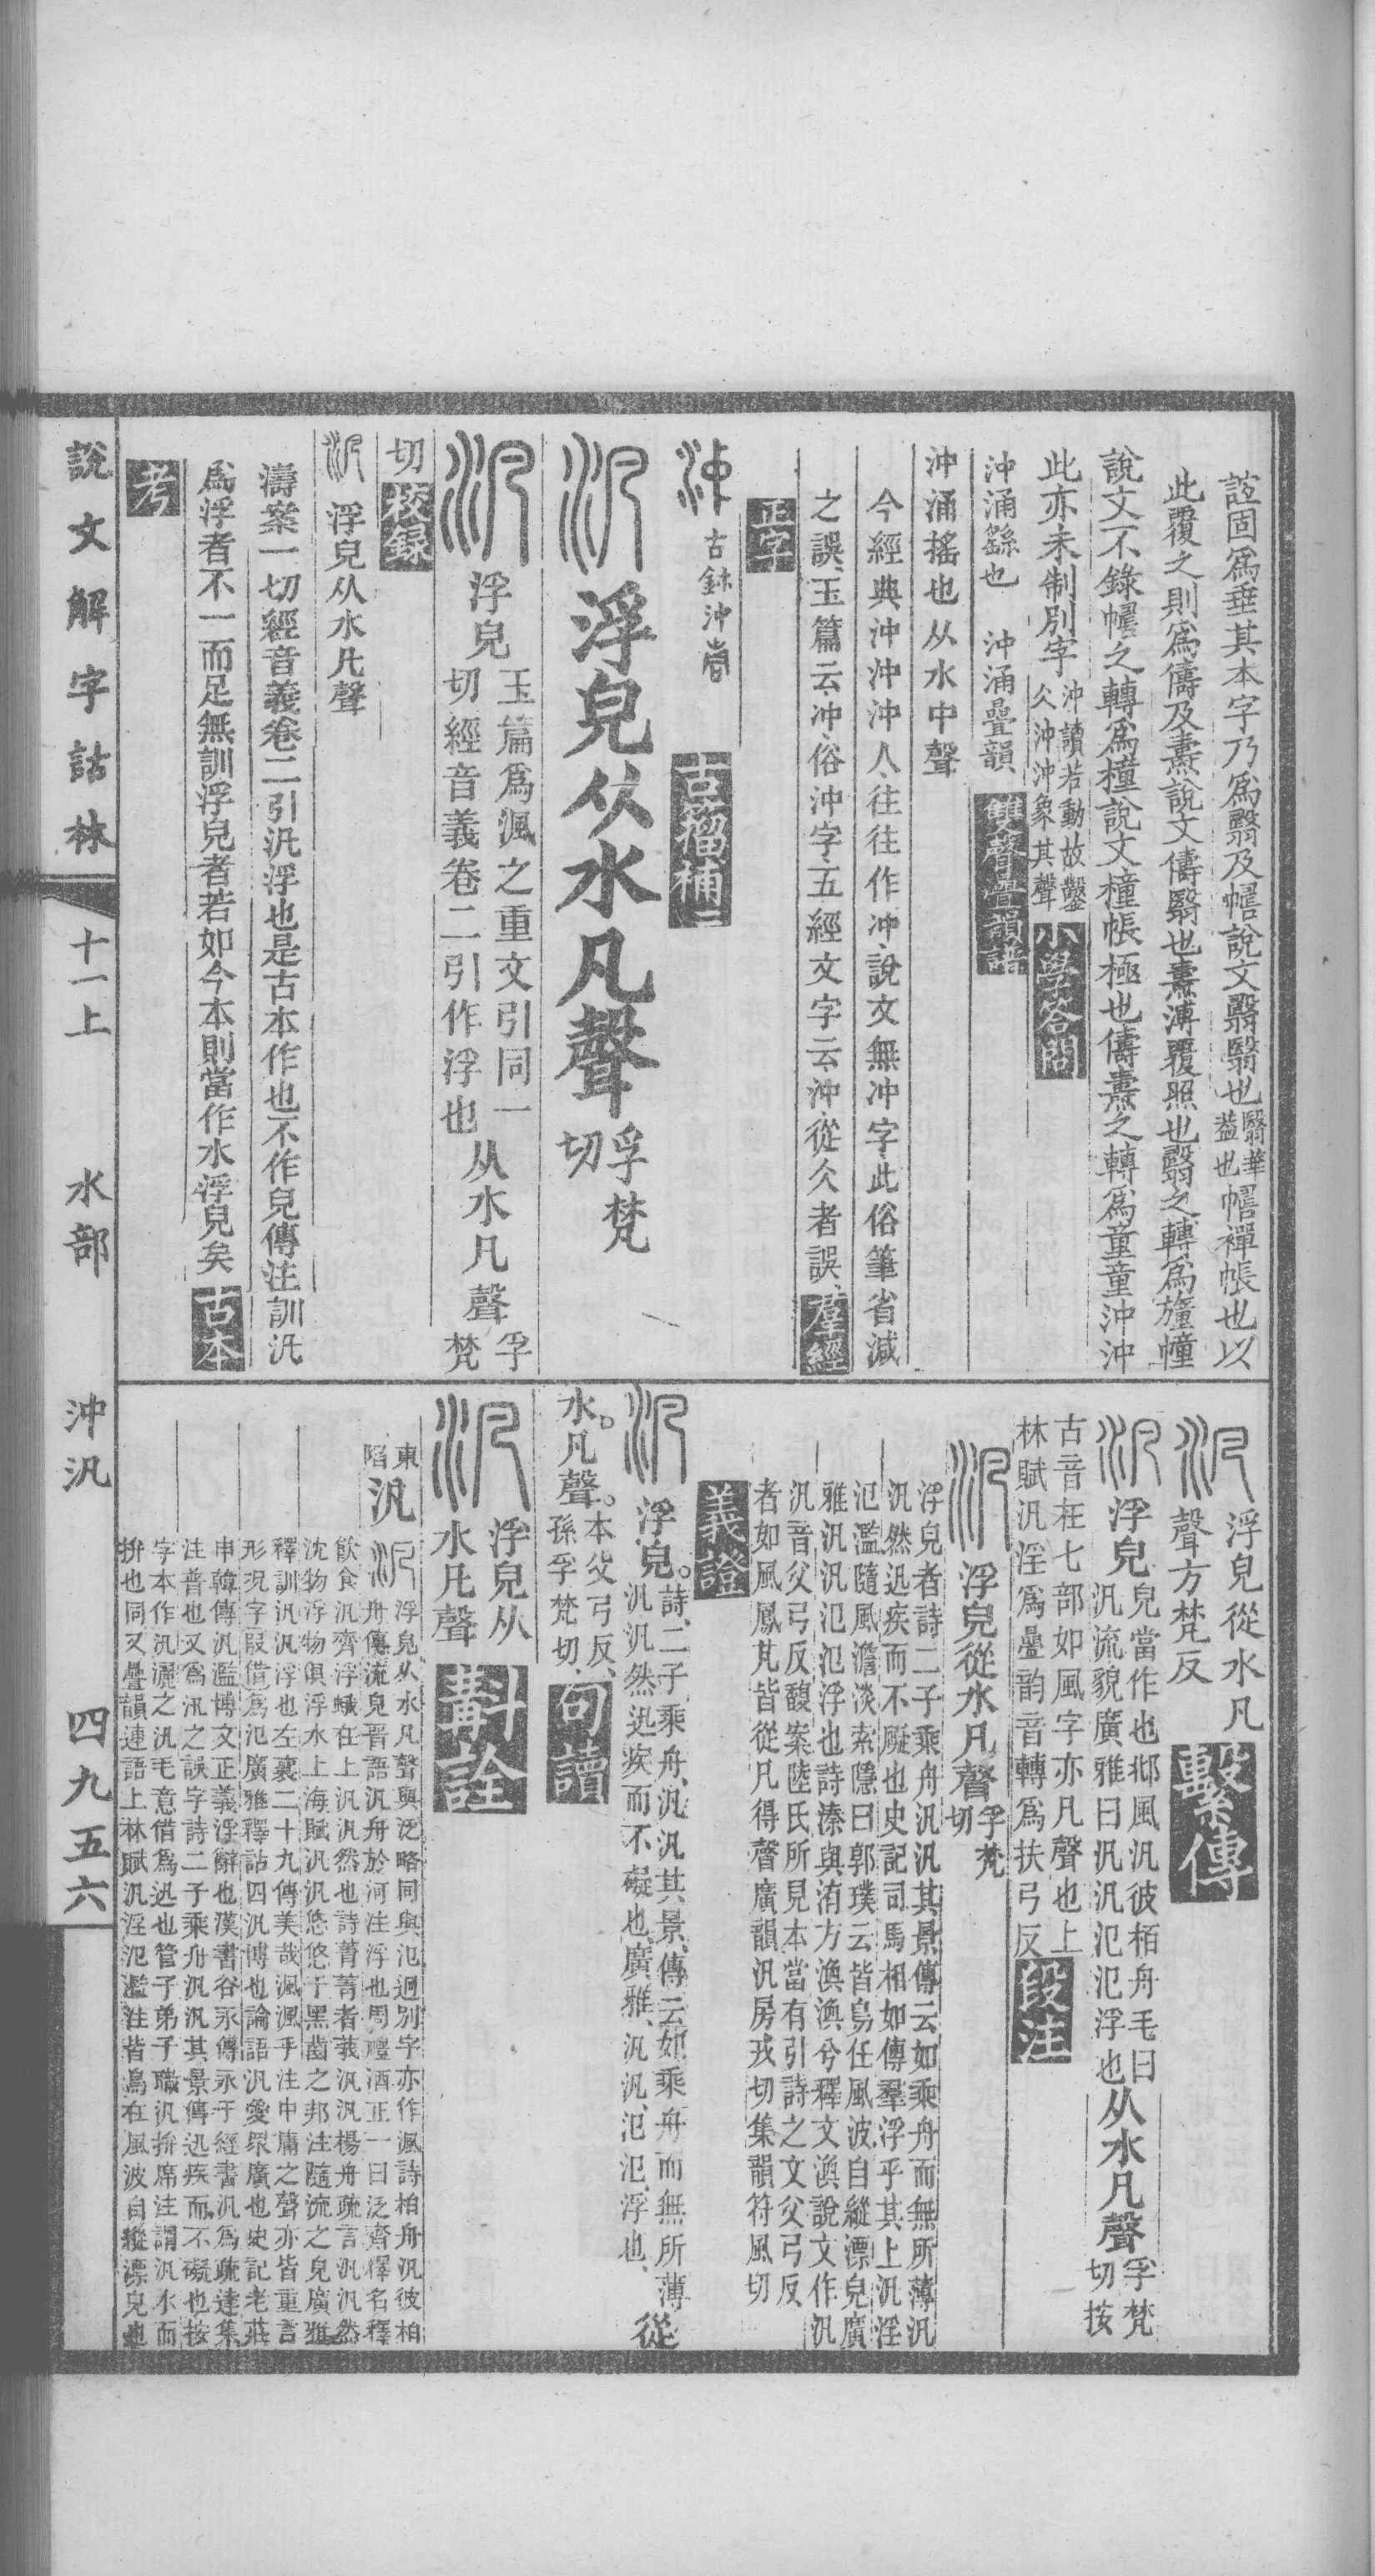 誼固爲垂其本字乃爲翳及幬說文翳翳也翳華葢也幬襌帳也以
此覆之則爲儔及燾說文儔翳也燾溥覆照也翳之轉爲㠉幢
說文不錄幬之轉爲橦說文橦帳極也儔燾之轉爲童童沖沖
此亦未制別字沖讀若動故鑿仌沖沖象其聲小學答問
沖涌繇也 沖涌疊韻雙聲疊韻譜
沖涌搖也从水中聲
今經典沖沖沖人往往作冲說文無冲字此俗筆省減
之誤玉篇云冲俗沖字五經文字云沖從仌者誤羣經
正字
古鉨沖
古籀補
汎浮皃从水凡聲孚梵切
汎浮皃玉篇爲渢之重文引同一切經音義卷二引作浮也从水凡聲孚梵
切校錄
汎浮皃从水凡聲
濤案一切經音義卷二引汎浮也是古本作也不作皃傳注訓汎
爲浮者不一而足無訓浮皃者若如今本則當作水浮皃矣古本
考
汎浮皃從水凡
聲方梵反繫傳
汎浮皃皃當作也邶風汎彼栢舟毛曰汎流貌廣雅曰汎汎氾氾浮也从水凡聲孚梵切按
古音在七部如風字亦凡聲也上
林賦汎淫爲疊韵音轉爲扶弓反段注
汎浮皃從水凡聲孚梵切
浮皃者詩二子乘舟汎汎其景傳云如乘舟而無所薄汎
汎然迅疾而不礙也史記司馬相如傳羣浮乎其上汎淫
氾濫隨風澹淡索隱曰郭璞云皆鳥任風波自縱漂皃廣
雅汎汎氾氾浮也詩溱與洧方渙渙兮釋文渙說文作汎
汎音父弓反馥案陸氏所見本當有引詩之文父弓反
者如風鳳芃皆從凡得聲廣韻汎房戎切集韻符風切
義證
汎浮皃。詩、二子乘舟、汎汎其景、傳云如乘舟而無所薄汎汎然迅疾而不礙也、廣雅、汎汎、氾氾、浮也、從
水。凡聲。本父弓反、孫孚梵切、句讀
汎浮皃从
水凡聲斠詮
東陷汎浮皃从水凡聲與泛略同與氾迥別字亦作渢詩柏舟汎彼柏
舟傳流皃晋語汎舟於河注浮也周禮酒正一曰泛齊釋名釋
飲食汎齊浮蟻在上汎汎然也詩菁菁者莪汎汎楊舟疏言汎汎然
沈物浮物俱浮水上海賦汎汎悠悠于黑齒之邦注隨流之皃廣雅
釋訓汎汎浮也左襄二十九傳美哉渢渢乎注中庸之聲亦皆重言
形況字叚借爲氾廣雅釋詁四汎博也論語汎愛眾廣也史記老莊
申韓傳汎濫博文正義浮辭也漢書谷永傳永于經書汎爲疏達集
注普也又爲汛之誤字詩二子乘舟汎汎其景傳迅疾而不礙也按
字本作汛灑之汛毛意借爲迅也管子弟子職汎拚席注謂汎水而
拚也同又疊韻連語上林賦汎淫氾濫注皆鳥在風波自縱漂皃也
說文解字詁林 十一上 水部 沖汎 四九五六